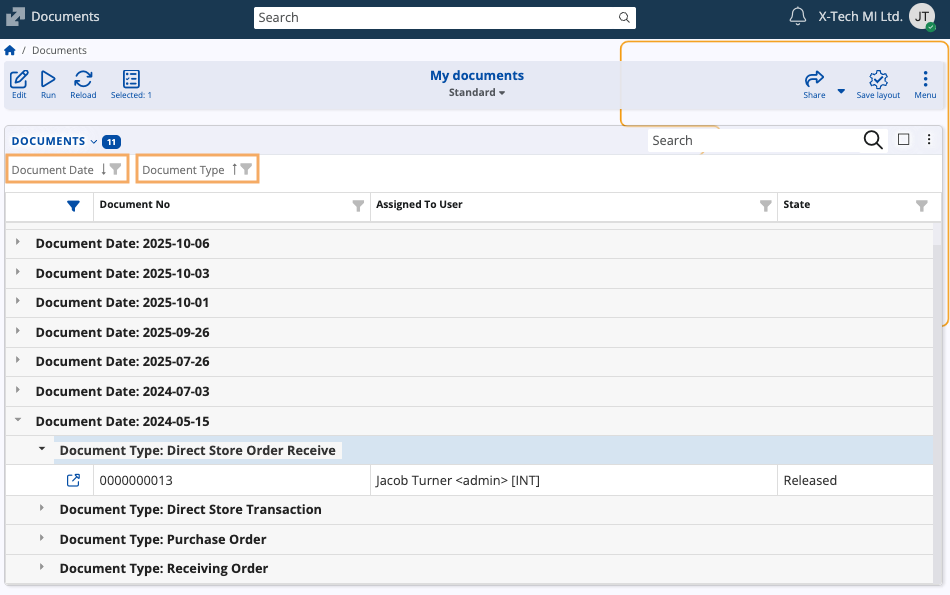 Documents
Search
X-Tech MI Ltd.
JT
/ Documents
Edit
Run
Reload
Selected: 1
My documents
Standard
Share
Save layout
Menu
DOCUMENTS
11
Search
Document Date
Document Type
Document No
Assigned To User
State
Document Date: 2025-10-06
Document Date: 2025-10-03
Document Date: 2025-10-01
Document Date: 2025-09-26
Document Date: 2025-07-26
Document Date: 2024-07-03
Document Date: 2024-05-15
Document Type: Direct Store Order Receive
0000000013 Jacob Turner <admin> [INT] Released
Document Type: Direct Store Transaction
Document Type: Purchase Order
Document Type: Receiving Order